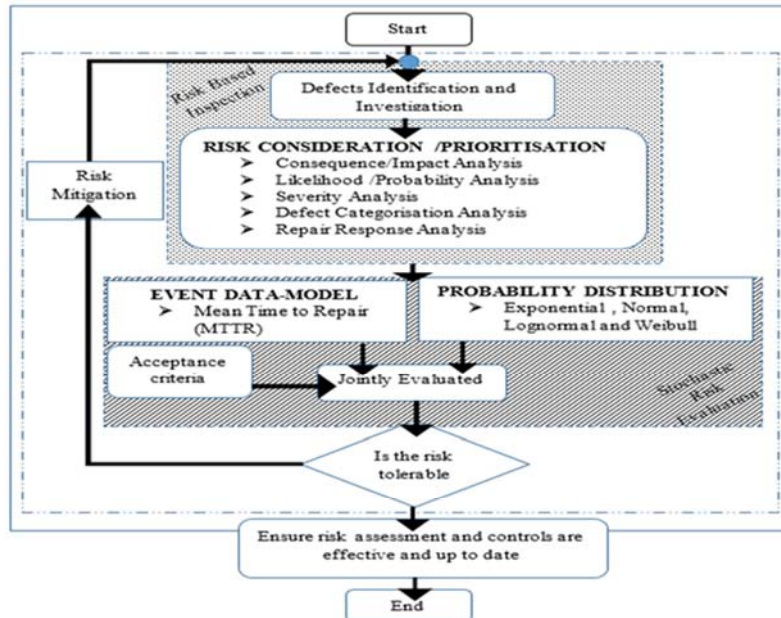 Start
Risk Based
Inspection
Defects Identification and
Investigation
RISK CONSIDERATION /PRIORITISATION
➤ Consequence/Impact Analysis
➤ Likelihood /Probability Analysis
➤ Severity Analysis
➤ Defect Categorisation Analysis
➤ Repair Response Analysis
Risk
Mitigation
EVENT DATA-MODEL
➤ Mean Time to Repair
(MTTR)
PROBABILITY DISTRIBUTION
➤ Exponential , Normal,
Lognormal and Weibull
Acceptance
criteria
Jointly Evaluated
Stochastic
Risk
Evaluation
Is the risk
tolerable
Ensure risk assessment and controls are
effective and up to date
End